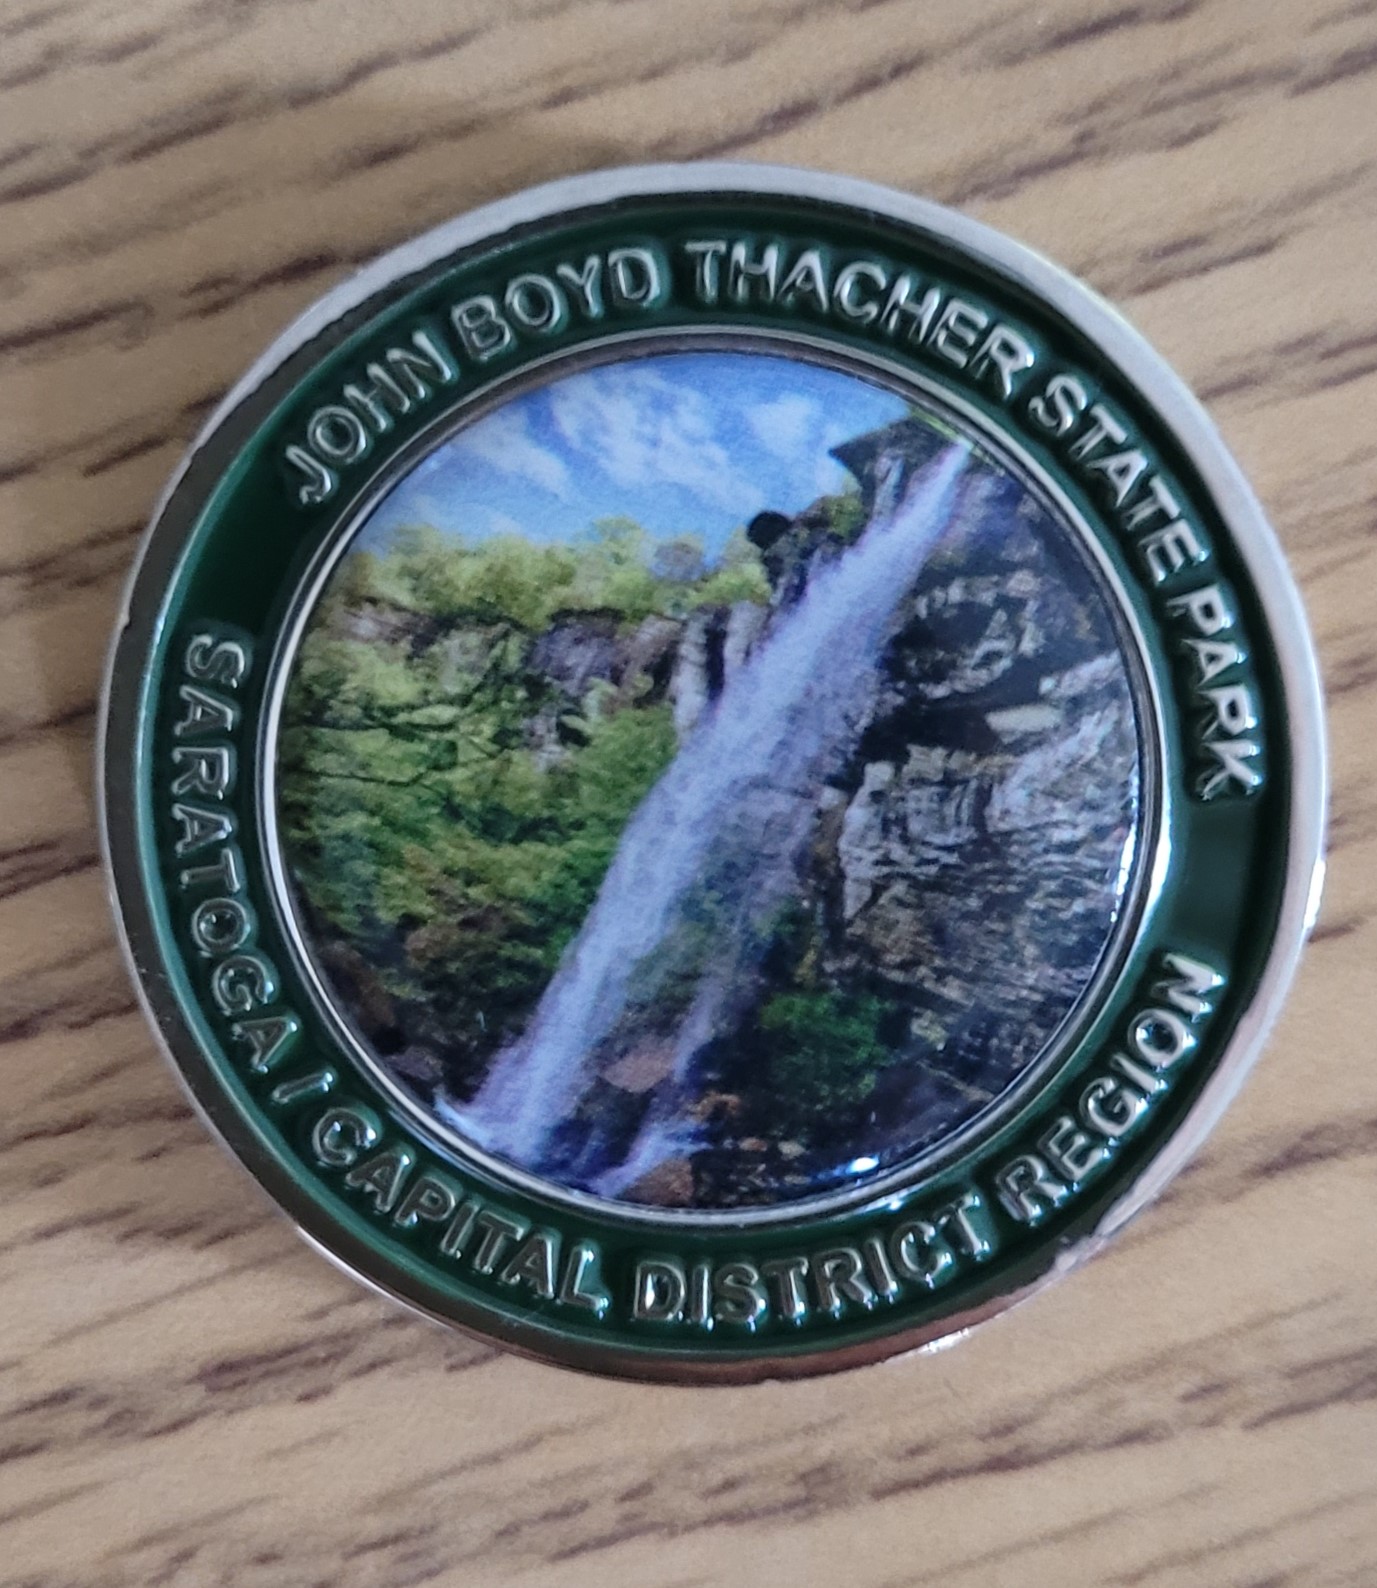 JOHN BOYD THACHER STATE PARK
SARATOGA / CAPITAL DISTRICT REGION